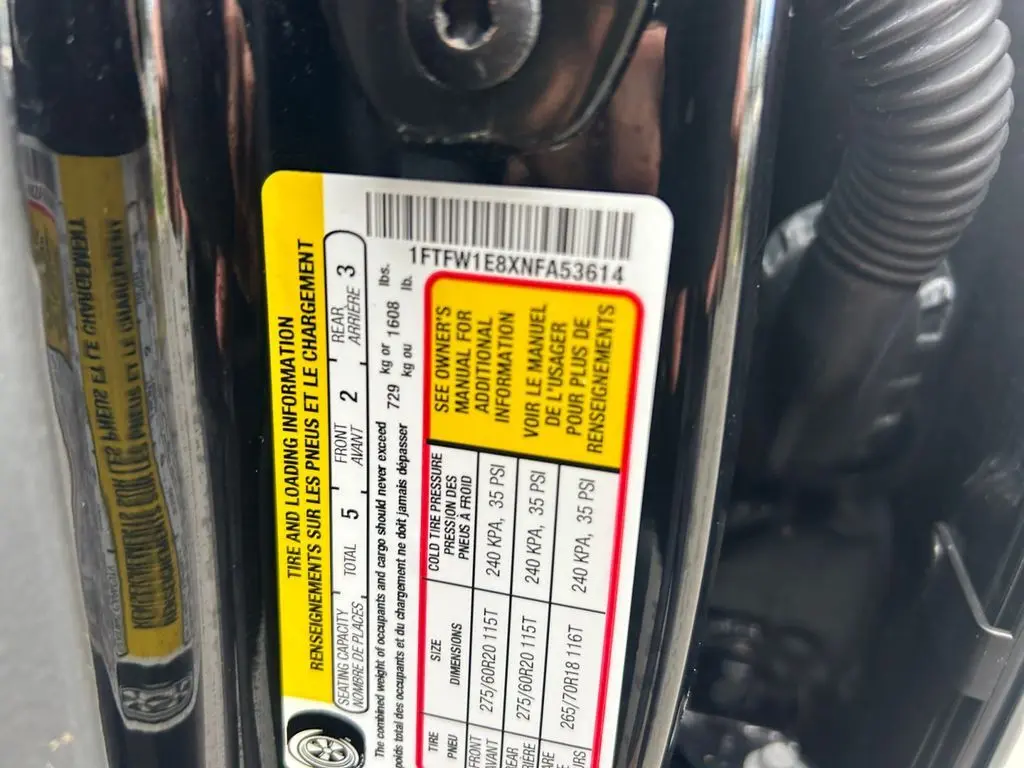 1FTFW1E8XNFA53614
TIRE AND LOADING INFORMATION
RENSEIGNEMENTS SUR LES PNEUS ET LE CHARGEMENT
SEATING CAPACITY TOTAL 5 FRONT 2 REAR 3
NOMBRE DE PLACES AVANT ARRIÈRE
The combined weight of occupants and cargo should never exceed 729 kg or 1608 lbs.
poids total des occupants et du chargement ne doit jamais dépasser kg ou lb.
TIRE SIZE COLD TIRE PRESSURE
PNEU DIMENSIONS PRESSION DES
PNEUS À FROID
FRONT 275/60R20 115T 240 KPA, 35 PSI
AVANT
REAR 275/60R20 115T 240 KPA, 35 PSI
265/70R18 116T 240 KPA, 35 PSI
SEE OWNER'S
MANUAL FOR
ADDITIONAL
INFORMATION
VOIR LE MANUEL
DE L'USAGER
POUR PLUS DE
RENSEIGNEMENTS